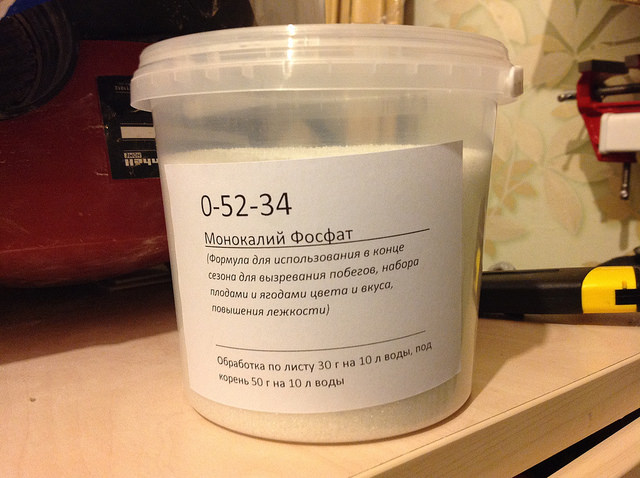 0-52-34
Монокалий Фосфат
(Формула для использования в конце
сезона для вызревания побегов, набора
плодами и ягодами цвета и вкуса,
повышения лежкости)
Обработка по листу 30 г на 10 л воды, под
корень 50 г на 10 л воды